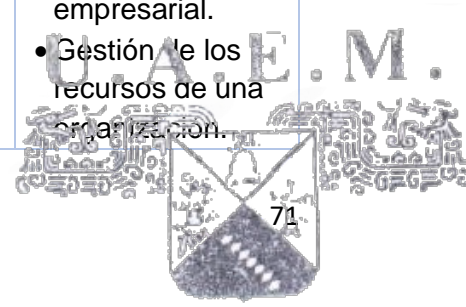 empresarial.
• Gestión de los
recursos de una
organización.
U.A.E.M.
71